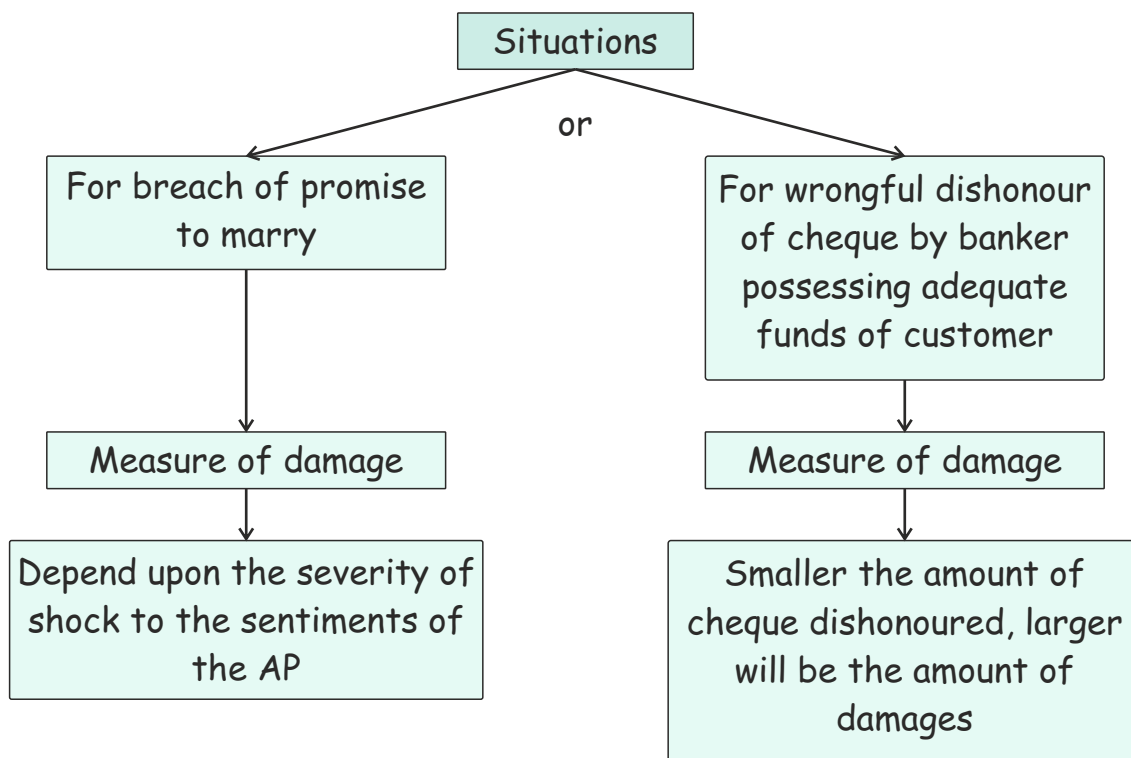 Situations
or
For breach of promise
to marry
Measure of damage
Depend upon the severity of
shock to the sentiments of
the AP
For wrongful dishonour
of cheque by banker
possessing adequate
funds of customer
Measure of damage
Smaller the amount of
cheque dishonoured, larger
will be the amount of
damages